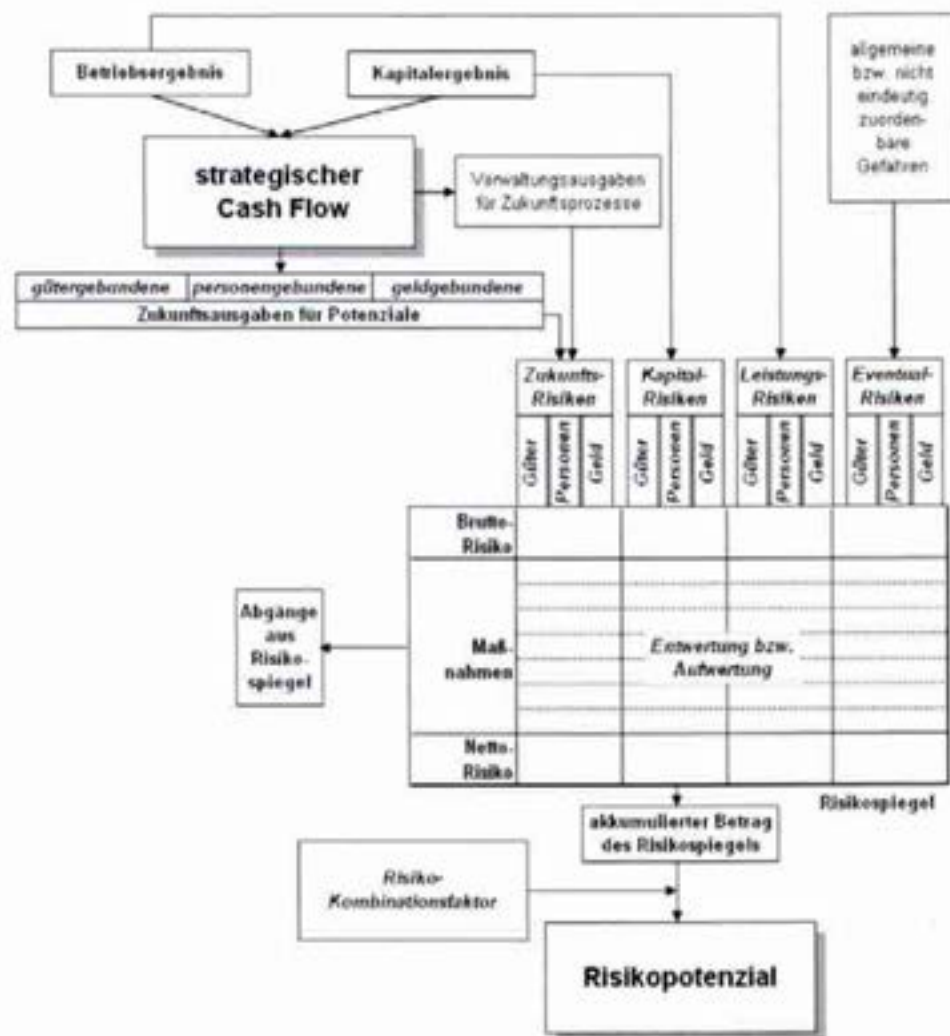 Betriebsergebnis
Kapitalergebnis
allgemeine
bzw. nicht
eindeutig
zuorden-
bare
Gefahren
strategischer
Cash Flow
Verwaltungsausgaben
für Zukunftsprozesse
gütergebundene
personengebundene
geldgebundene
Zukunftsausgaben für Potenziale
Zukunfts-
Risiken
Kapital-
Risiken
Leistungs-
Risiken
Eventual-
Risiken
Güter
Personen
Geld
Güter
Personen
Geld
Güter
Personen
Geld
Güter
Personen
Geld
Brutto-
Risiko
Abgänge
aus
Risiko-
spiegel
Maß-
nahmen
Entwertung bzw.
Aufwertung
Netto-
Risiko
Risikospiegel
akkumulierter Betrag
des Risikospiegels
Risiko-
Kombinationsfaktor
Risikopotenzial